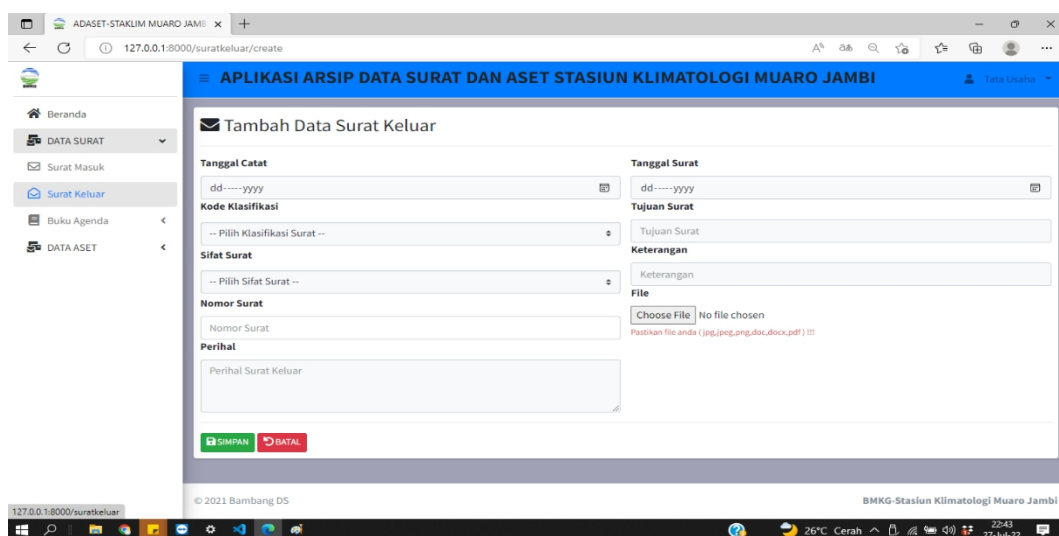 ADASET-STAKLIM MUARO JAMB
127.0.0.1:8000/suratkeluar/create
APLIKASI ARSIP DATA SURAT DAN ASET STASIUN KLIMATOLOGI MUARO JAMBI
Tata Usaha
Beranda
DATA SURAT
Surat Masuk
Surat Keluar
Buku Agenda
DATA ASET
Tambah Data Surat Keluar
Tanggal Catat
dd-----yyyy
Kode Klasifikasi
-- Pilih Klasifikasi Surat --
Sifat Surat
-- Pilih Sifat Surat --
Nomor Surat
Nomor Surat
Perihal
Perihal Surat Keluar
Tanggal Surat
dd-----yyyy
Tujuan Surat
Tujuan Surat
Keterangan
Keterangan
File
Choose File No file chosen
Pastikan file anda ( jpg,jpeg,png,doc,docx,pdf ) !!!
SIMPAN BATAL
© 2021 Bambang DS
BMKG-Stasiun Klimatologi Muaro Jambi
127.0.0.1:8000/suratkeluar
26°C Cerah
22:43
27-Jul-22